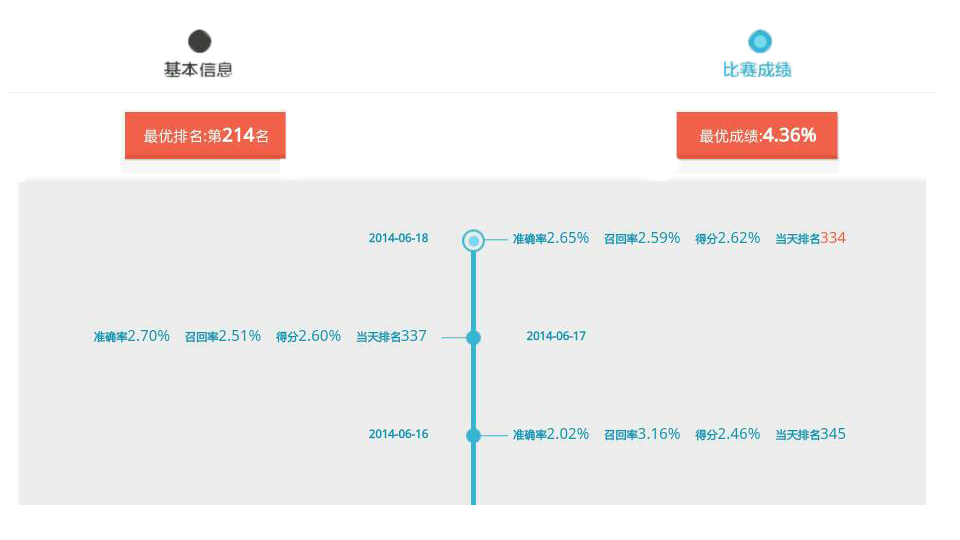 基本信息 比赛成绩
最优排名:第214名 最优成绩:4.36%
2014-06-18 准确率2.65% 召回率2.59% 得分2.62% 当天排名334
准确率2.70% 召回率2.51% 得分2.60% 当天排名337 2014-06-17
2014-06-16 准确率2.02% 召回率3.16% 得分2.46% 当天排名345